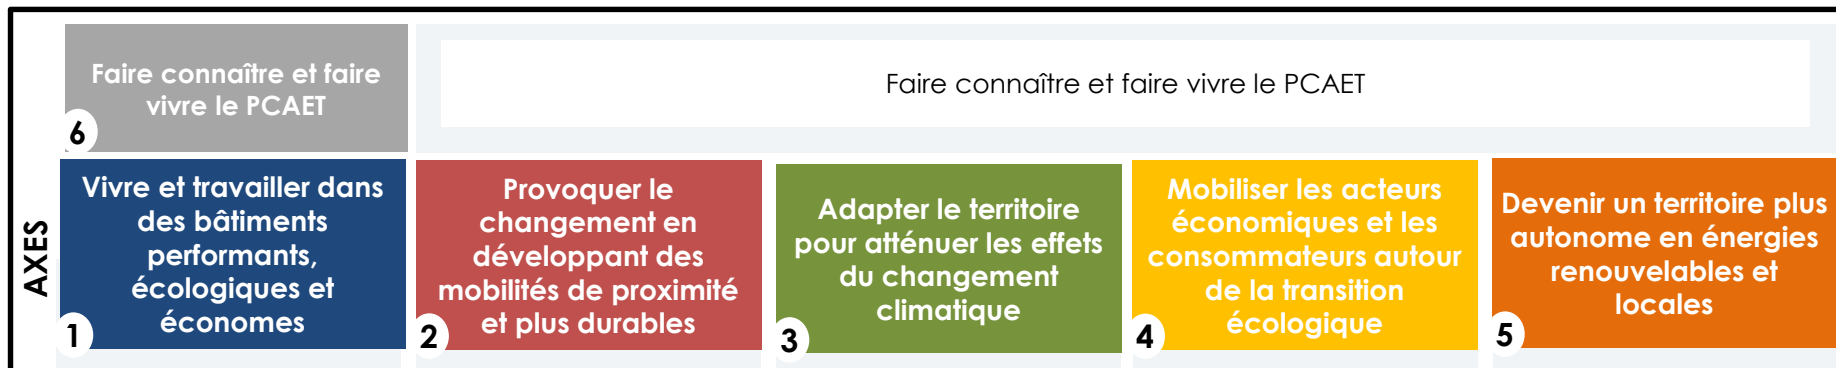 Faire connaître et faire
vivre le PCAET
6
Faire connaître et faire vivre le PCAET
AXES
Vivre et travailler dans
des bâtiments
performants,
écologiques et
économes
1
Provoquer le
changement en
développant des
mobilités de proximité
et plus durables
2
Adapter le territoire
pour atténuer les effets
du changement
climatique
3
Mobiliser les acteurs
économiques et les
consommateurs autour
de la transition
écologique
4
Devenir un territoire plus
autonome en énergies
renouvelables et
locales
5